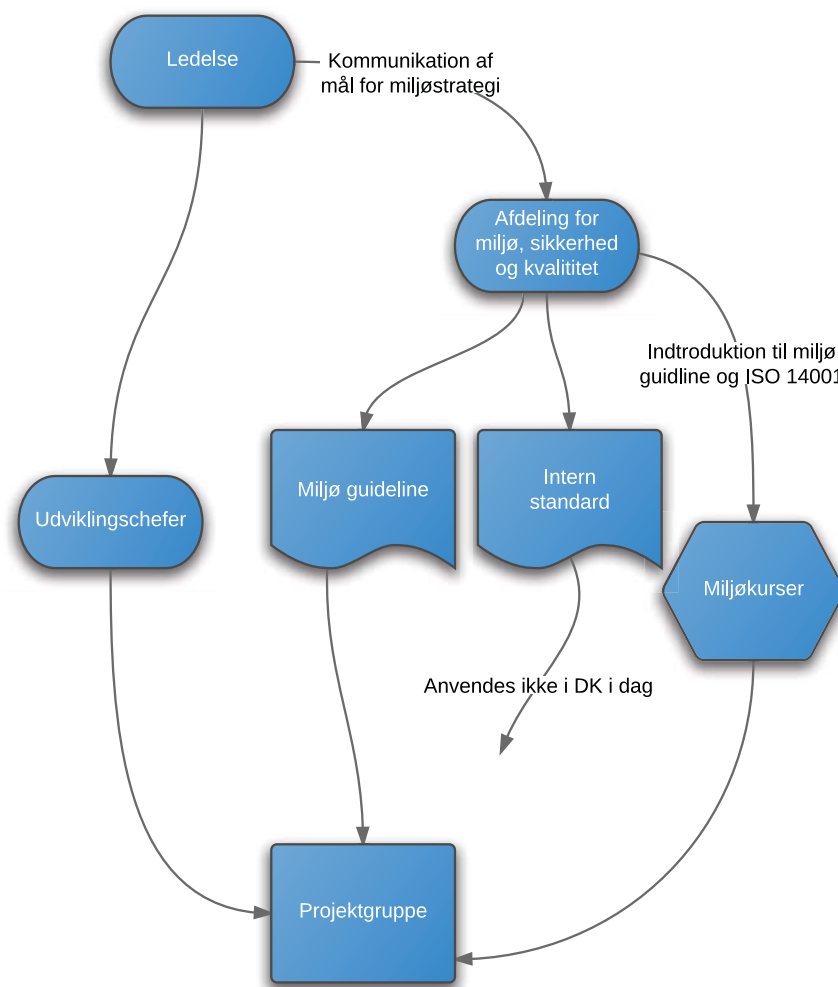 Ledelse
Kommunikation af
mål for miljøstrategi
Afdeling for
miljø, sikkerhed
og kvalititet
Indtroduktion til miljø
guidline og ISO 14001
Miljø guideline
Intern
standard
Udviklingschefer
Miljøkurser
Anvendes ikke i DK i dag
Projektgruppe